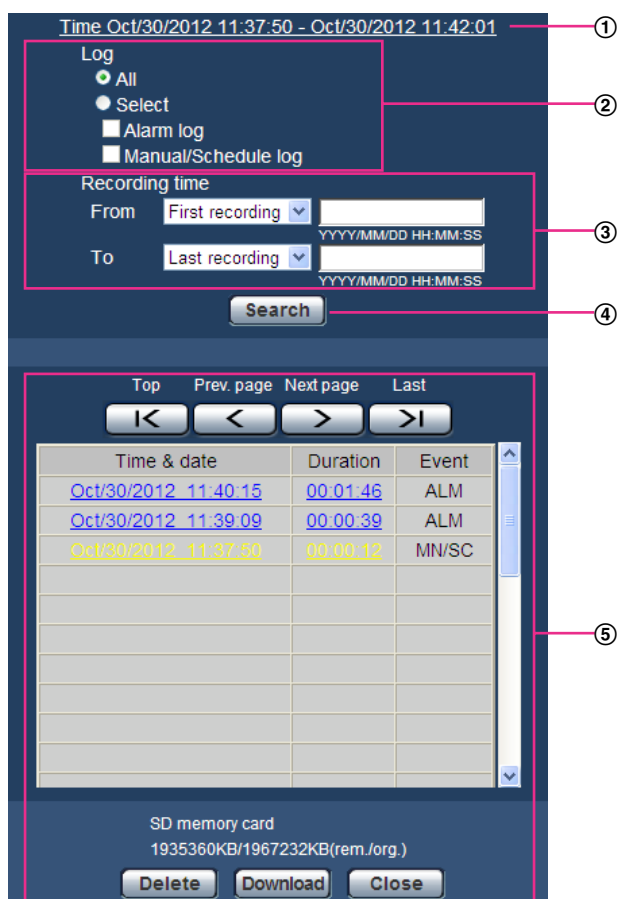 Time Oct/30/2012 11:37:50 - Oct/30/2012 11:42:01 ①
Log
All
Select ②
Alarm log
Manual/Schedule log
Recording time
From First recording
YYYY/MM/DD HH:MM:SS ③
To Last recording
YYYY/MM/DD HH:MM:SS
Search ④
Top Prev. page Next page Last
Time & date Duration Event
Oct/30/2012 11:40:15 00:01:46 ALM
Oct/30/2012 11:39:09 00:00:39 ALM
Oct/30/2012 11:37:50 00:00:12 MN/SC
⑤
SD memory card
1935360KB/1967232KB(rem./org.)
Delete Download Close